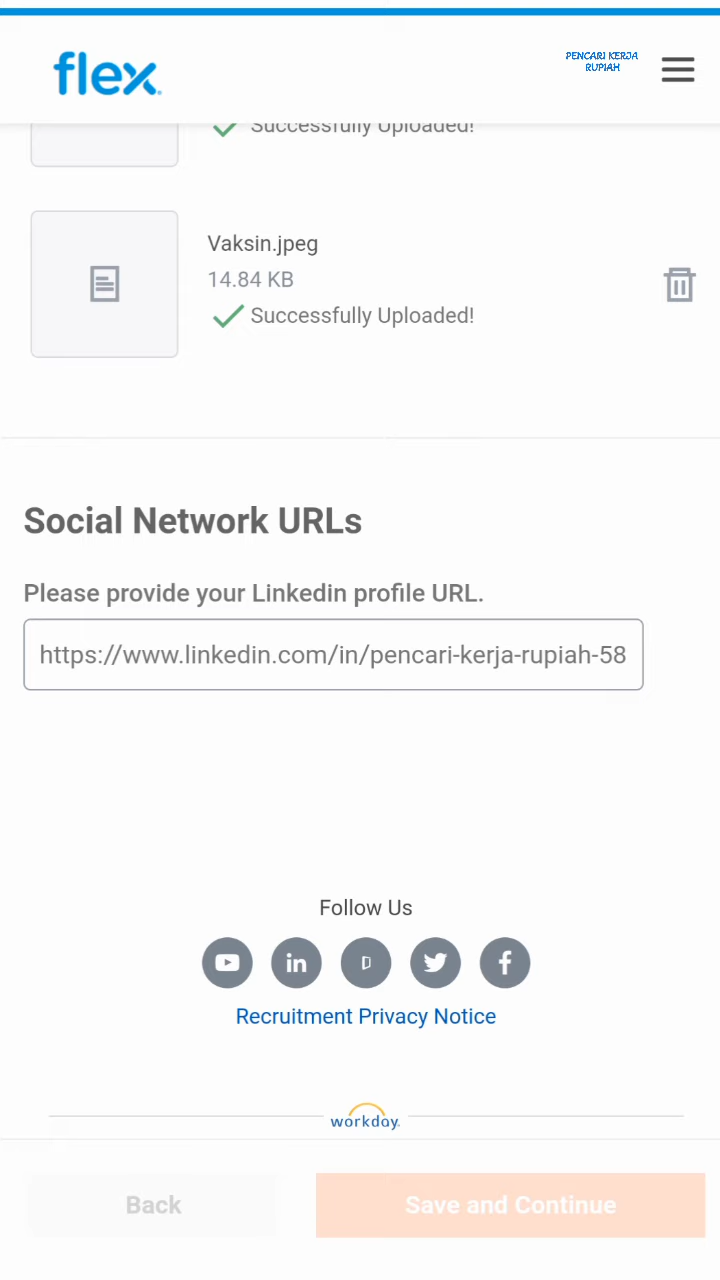 flex.
PENCARI KERJA
RUPIAH
Successfully Uploaded!
Vaksin.jpeg
14.84 KB
Successfully Uploaded!
Social Network URLs
Please provide your Linkedin profile URL.
https://www.linkedin.com/in/pencari-kerja-rupiah-58
Follow Us
in
f
Recruitment Privacy Notice
workday.
Back
Save and Continue